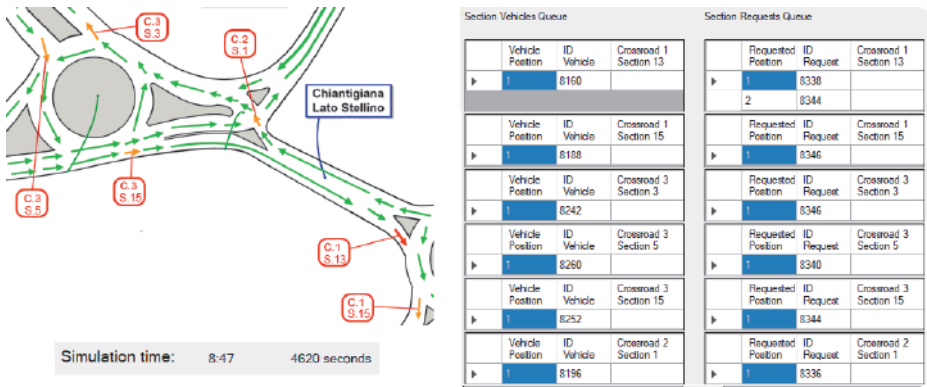 C.3
S.3
C.2
S.1
Chiantigiana
Lato Stellino
C.3
S.5
C.3
S.15
C.1
S.13
C.1
S.15
Simulation time: 8:47 4620 seconds
Section Vehicles Queue
Vehicle Position ID Vehicle Crossroad 1 Section 13
1 8160
Vehicle Position ID Vehicle Crossroad 1 Section 15
1 8188
Vehicle Position ID Vehicle Crossroad 3 Section 3
1 8242
Vehicle Position ID Vehicle Crossroad 3 Section 5
1 8260
Vehicle Position ID Vehicle Crossroad 3 Section 15
1 8252
Vehicle Position ID Vehicle Crossroad 2 Section 1
1 8196
Section Requests Queue
Requested Position ID Request Crossroad 1 Section 13
1 8338
2 8344
Requested Position ID Request Crossroad 1 Section 15
1 8346
Requested Position ID Request Crossroad 3 Section 3
1 8346
Requested Position ID Request Crossroad 3 Section 5
1 8340
Requested Position ID Request Crossroad 3 Section 15
1 8344
Requested Position ID Request Crossroad 2 Section 1
1 8336